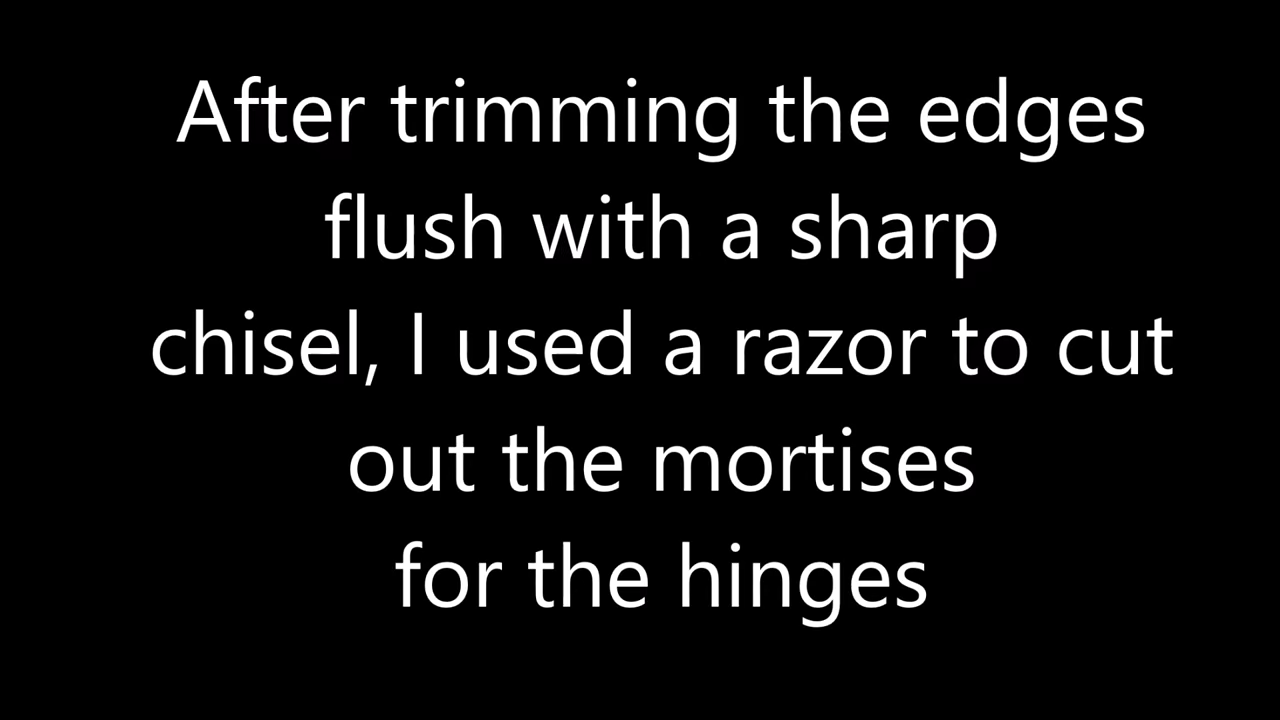 After trimming the edges
flush with a sharp
chisel, I used a razor to cut
out the mortises
for the hinges